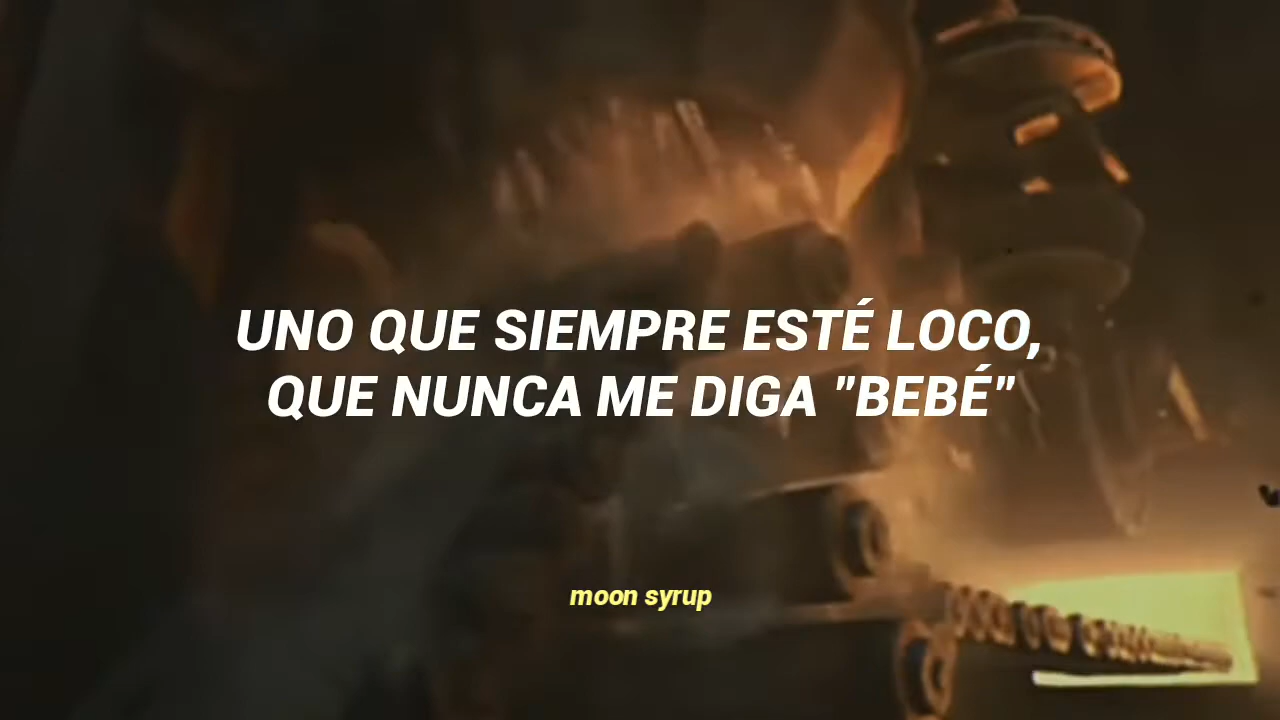 UNO QUE SIEMPRE ESTÉ LOCO,
QUE NUNCA ME DIGA "BEBÉ"
moon syrup